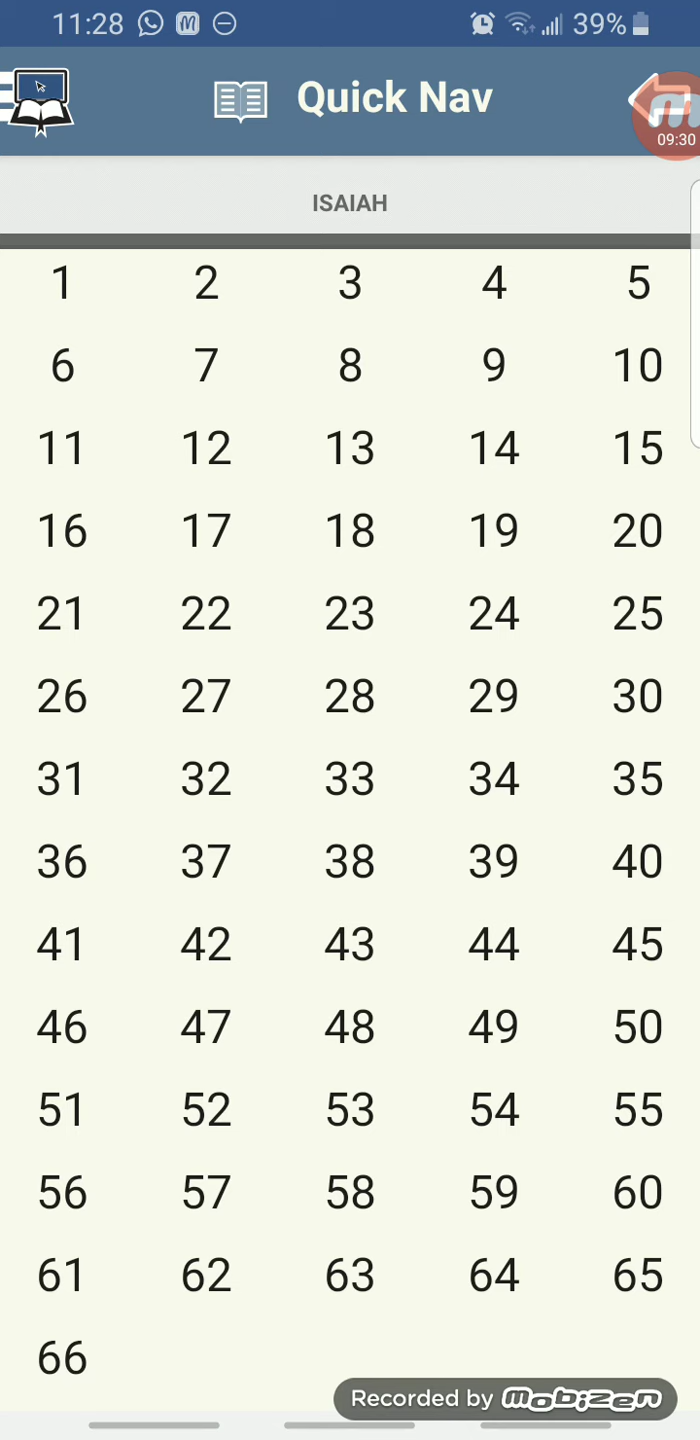 11:28 39%
Quick Nav
09:30
ISAIAH
1 2 3 4 5
6 7 8 9 10
11 12 13 14 15
16 17 18 19 20
21 22 23 24 25
26 27 28 29 30
31 32 33 34 35
36 37 38 39 40
41 42 43 44 45
46 47 48 49 50
51 52 53 54 55
56 57 58 59 60
61 62 63 64 65
66
Recorded by mobizen